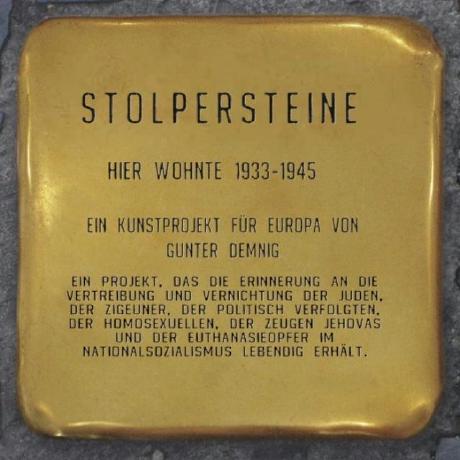 STOLPERSTEINE
HIER WOHNTE 1933-1945
EIN KUNSTPROJEKT FÜR EUROPA VON
GUNTER DEMNIG
EIN PROJEKT, DAS DIE ERINNERUNG AN DIE
VERTREIBUNG UND VERNICHTUNG DER JUDEN,
DER ZIGEUNER, DER POLITISCH VERFOLGTEN,
DER HOMOSEXUELLEN, DER ZEUGEN JEHOVAS
UND DER EUTHANASIEOPFER IM
NATIONALSOZIALISMUS LEBENDIG ERHÄLT.